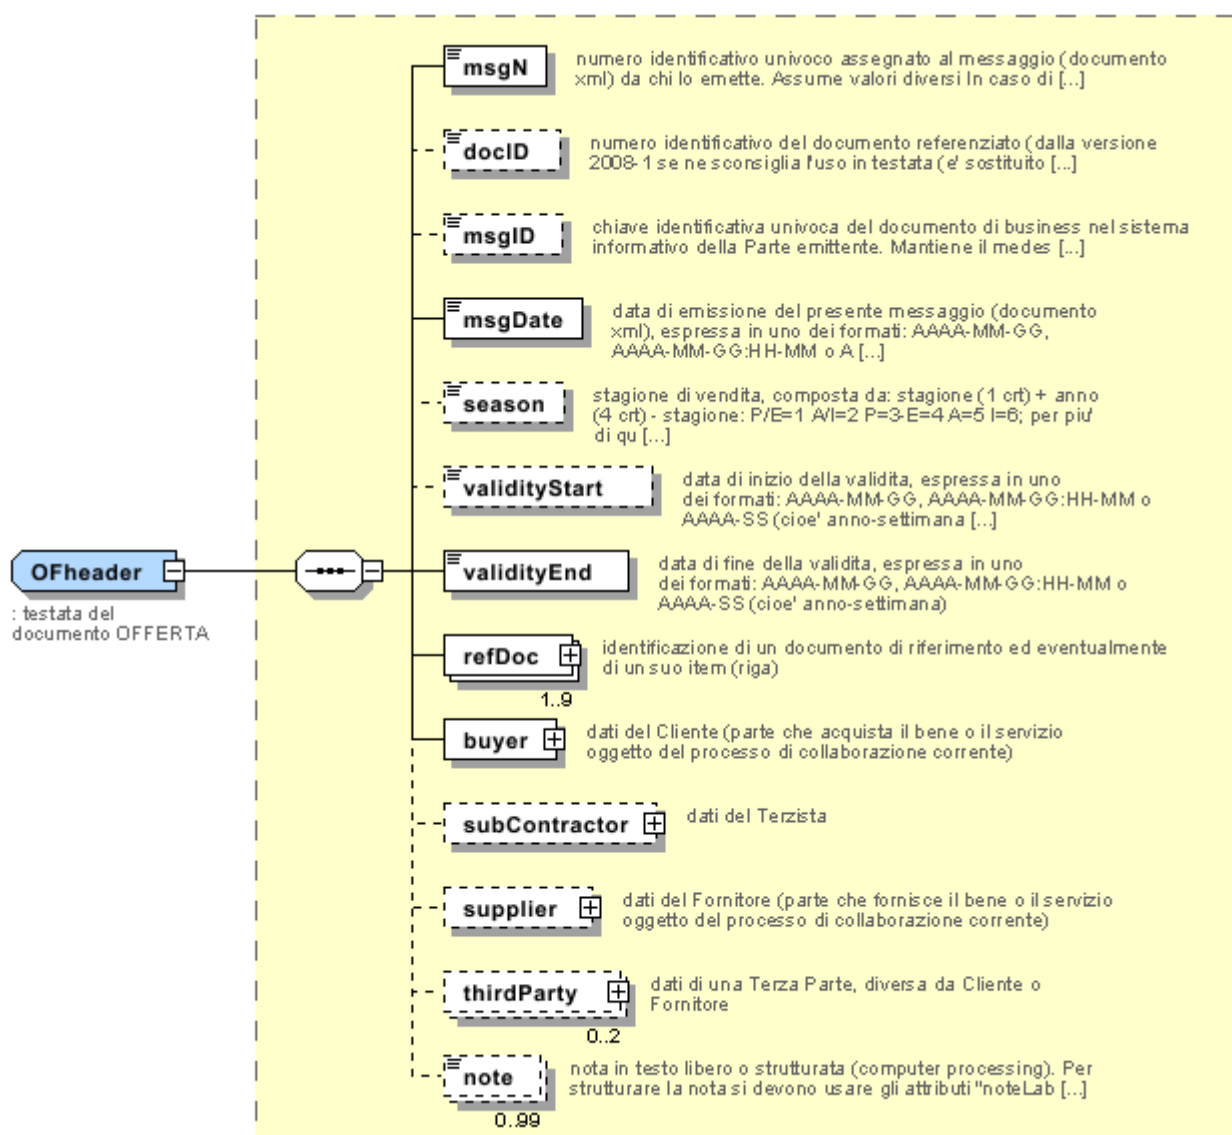 msgN
numero identificativo univoco assegnato al messaggio (documento
xml) da chi lo emette. Assume valori diversi In caso di [...]
docID
numero identificativo del documento referenziato (dalla versione
2008-1 se ne sconsiglia l'uso in testata (e' sostituito [...]
msgID
chiave identificativa univoca del documento di business nel sistema
informativo della Parte emittente. Mantiene il medes [...]
msgDate
data di emissione del presente messaggio (documento
xml), espressa in uno dei formati: AAAA-MM-GG,
AAAA-MM-GG:HH-MM o A [...]
season
stagione di vendita, composta da: stagione (1 crt) + anno
(4 crt) - stagione: P/E=1 A/I=2 P=3-E=4 A=5 I=6; per piu'
di qu [...]
validityStart
data di inizio della validita, espressa in uno
dei formati: AAAA-MM-GG, AAAA-MM-GG:HH-MM o
AAAA-SS (cioe' anno-settimana [...]
OFheader
: testata del
documento OFFERTA
validityEnd
data di fine della validita, espressa in uno
dei formati: AAAA-MM-GG, AAAA-MM-GG:HH-MM o
AAAA-SS (cioe' anno-settimana)
refDoc
1..9
identificazione di un documento di riferimento ed eventualmente
di un suo item (riga)
buyer
dati del Cliente (parte che acquista il bene o il servizio
oggetto del processo di collaborazione corrente)
subContractor
dati del Terzista
supplier
dati del Fornitore (parte che fornisce il bene o il servizio
oggetto del processo di collaborazione corrente)
thirdParty
0..2
dati di una Terza Parte, diversa da Cliente o
Fornitore
note
0..99
nota in testo libero o strutturata (computer processing). Per
strutturare la nota si devono usare gli attributi "noteLab [...]